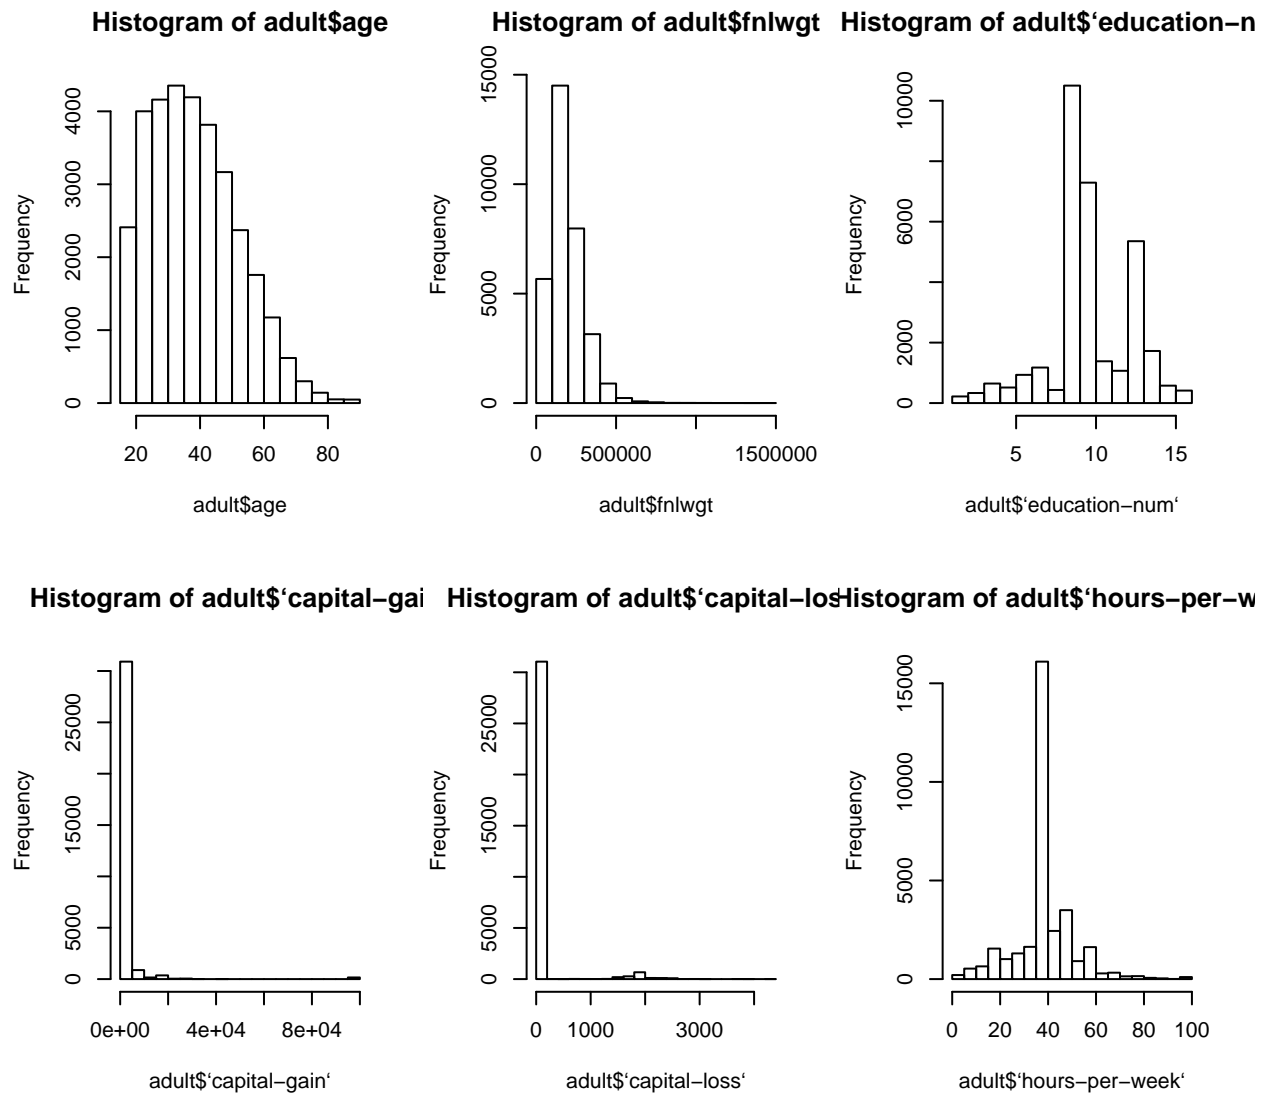 Histogram of adult$age
Frequency
0 1000 2000 3000 4000
20 40 60 80
adult$age
Histogram of adult$fnlwgt
Frequency
0 5000 10000 15000
0 500000 1500000
adult$fnlwgt
Histogram of adult$‘education−n
Frequency
0 2000 6000 10000
5 10 15
adult$‘education−num‘
Histogram of adult$‘capital−gai
Frequency
0 5000 15000 25000
0e+00 4e+04 8e+04
adult$‘capital−gain‘
Histogram of adult$‘capital−los
Frequency
0 5000 15000 25000
0 1000 3000
adult$‘capital−loss‘
Histogram of adult$‘hours−per−w
Frequency
0 5000 10000 15000
0 20 40 60 80 100
adult$‘hours−per−week‘